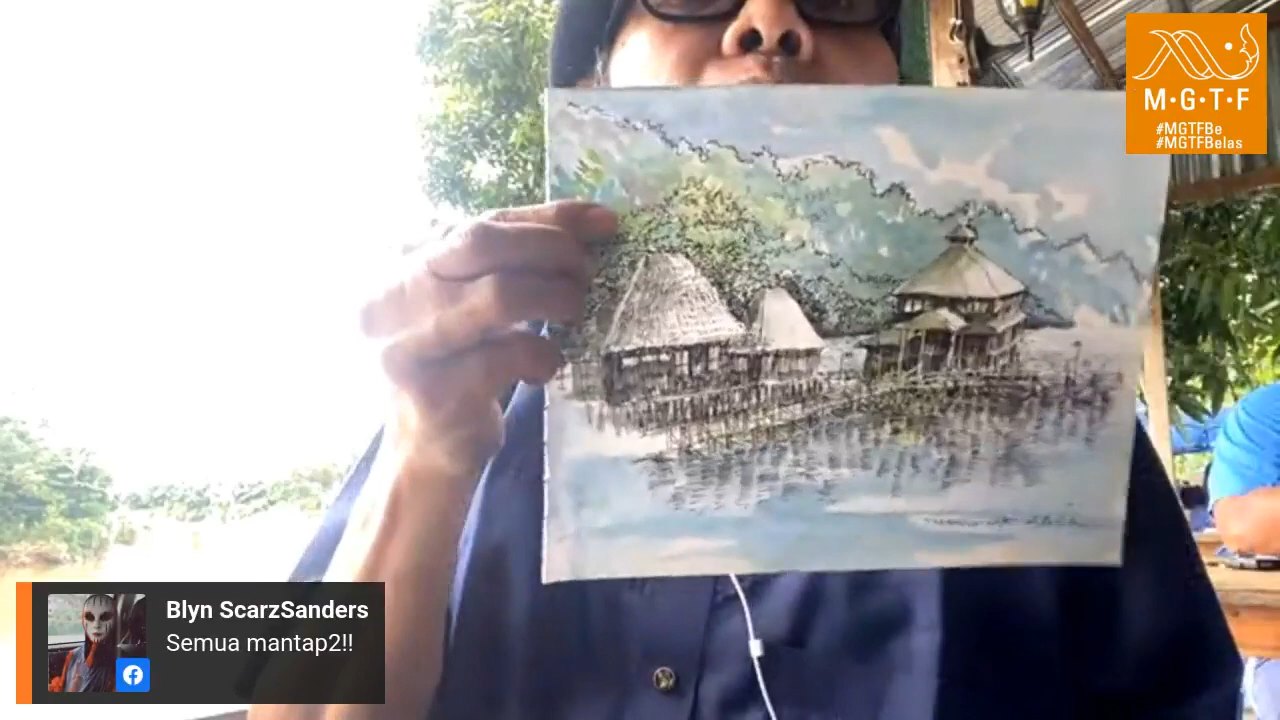 M·G·T·F
#MGTFBe
#MGTFBelas
Blyn ScarzSanders
Semua mantap2!!